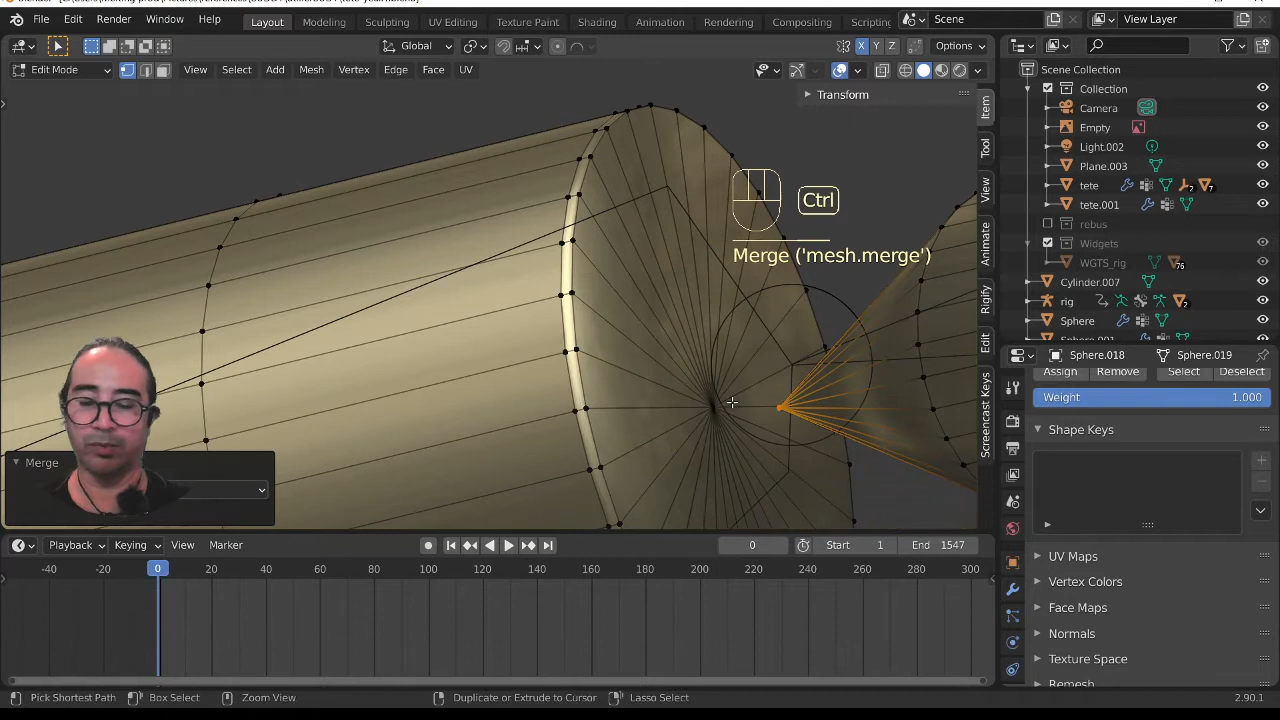 File Edit Render Window Help Layout Modeling Sculpting UV Editing Texture Paint Shading Animation Rendering Compositing Scripting Scene View Layer
Global X Y Z Options
Edit Mode View Select Add Mesh Vertex Edge Face UV
Transform
Item
Tool
View
Animate
Rigify
Edit
Screencast Keys
Ctrl
Merge ('mesh.merge')
Merge
Scene Collection
Collection
Camera
Empty
Light.002
Plane.003
tete 2 7
tete.001
rebus
Widgets
WGTS_rig 76
Cylinder.007
rig 2
Sphere
Sphere.018 Sphere.019
Assign Remove Select Deselect
Weight 1.000
Shape Keys
UV Maps
Vertex Colors
Face Maps
Normals
Texture Space
Playback Keying View Marker 0 Start 1 End 1547
-40 -20 0 20 40 60 80 100 120 140 160 180 200 220 240 260 280 300
Pick Shortest Path Box Select Zoom View Duplicate or Extrude to Cursor Lasso Select 2.90.1